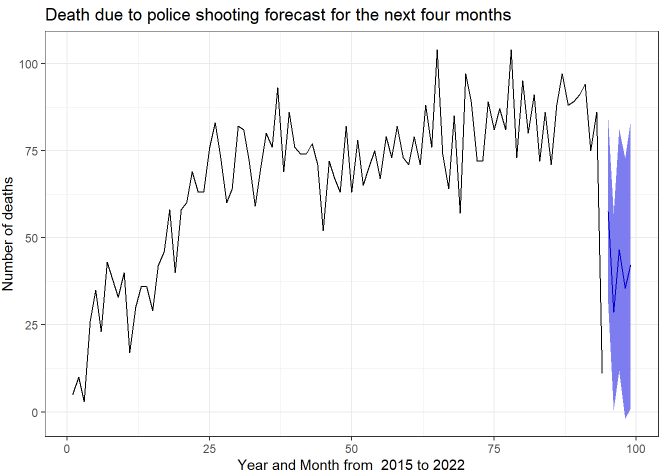 Death due to police shooting forecast for the next four months
Number of deaths
100
75
50
25
0
0 25 50 75 100
Year and Month from  2015 to 2022